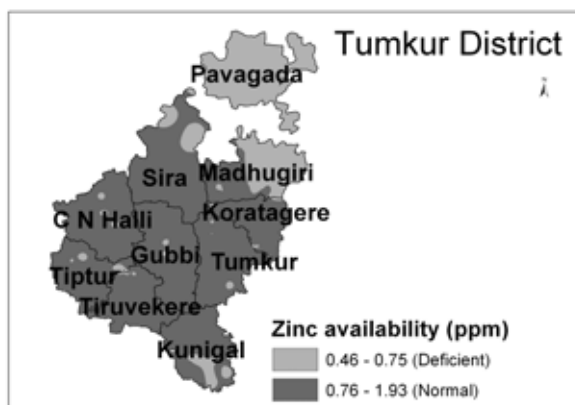 Tumkur District
Pavagada
Madhugiri
Sira
Koratagere
C N Halli
Gubbi
Tumkur
Tiptur
Tiruvekere
Kunigal
Zinc availability (ppm)
0.46 - 0.75 (Deficient)
0.76 - 1.93 (Normal)